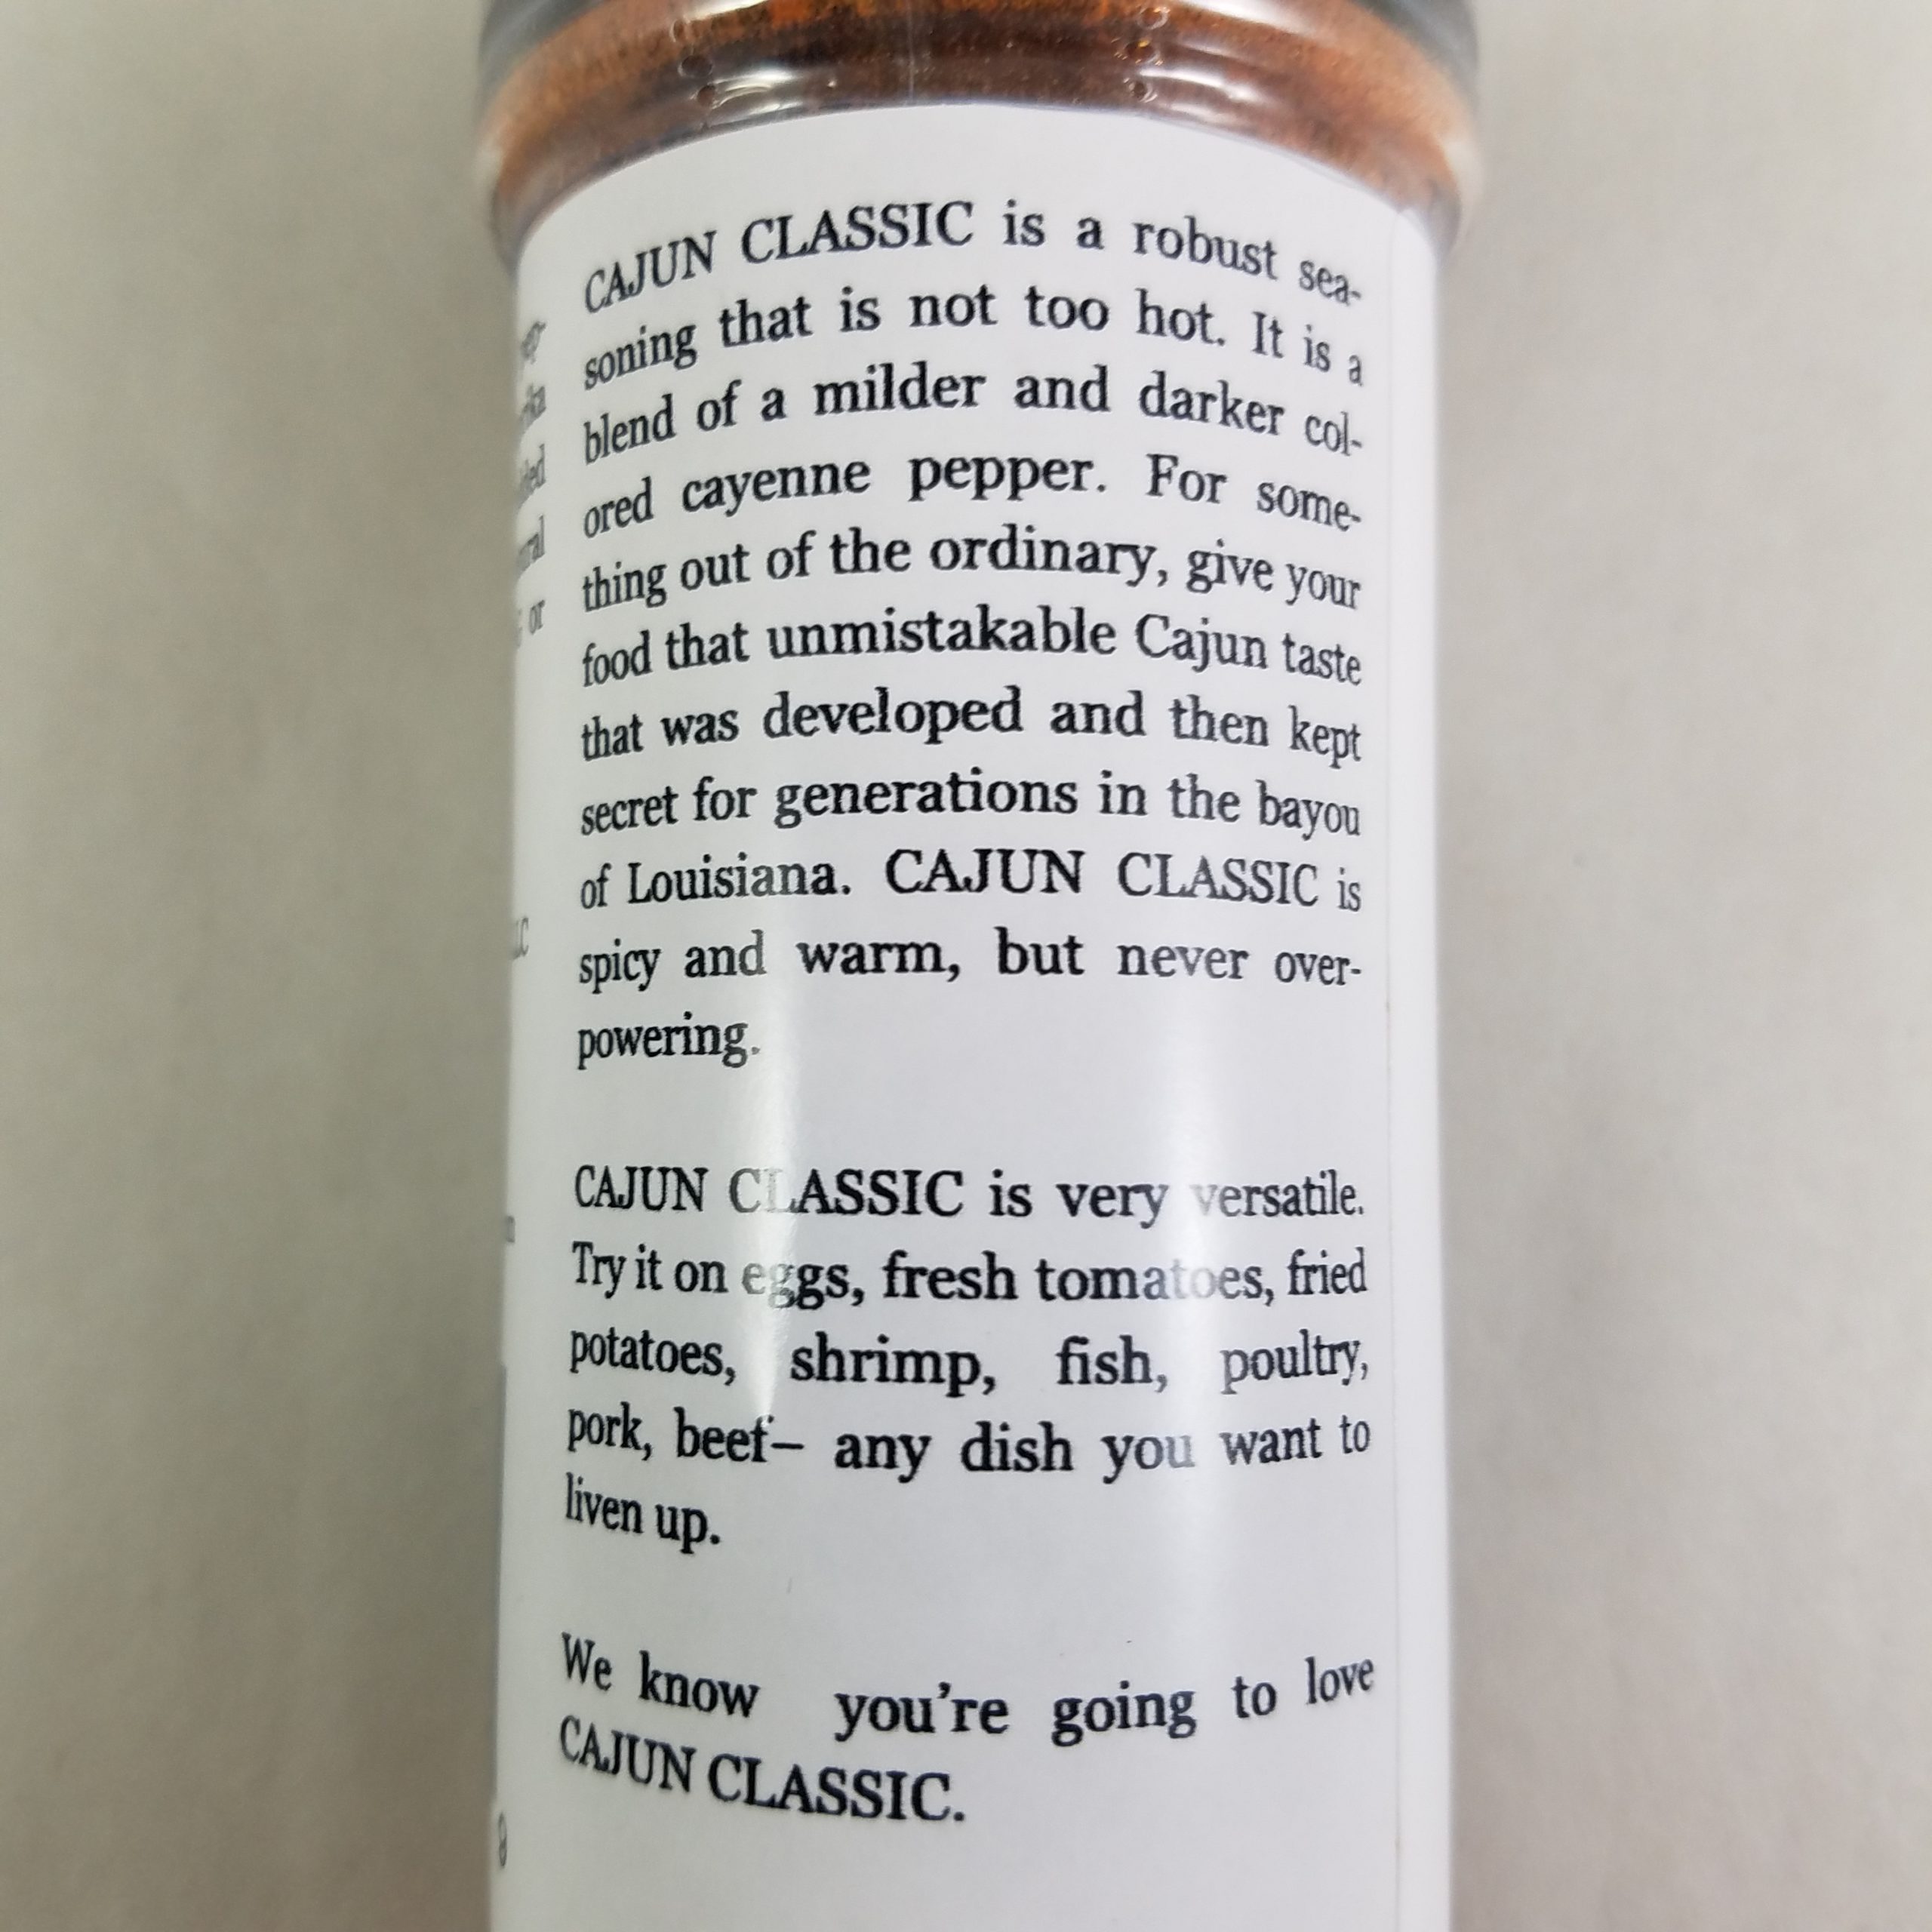 CAJUN CLASSIC is a robust sea-
soning that is not too hot. It is a
blend of a milder and darker col-
ored cayenne pepper. For some-
thing out of the ordinary, give your
food that unmistakable Cajun taste
that was developed and then kept
secret for generations in the bayou
of Louisiana. CAJUN CLASSIC is
spicy and warm, but never over-
powering.
CAJUN CLASSIC is very versatile.
Try it on eggs, fresh tomatoes, fried
potatoes, shrimp, fish, poultry,
pork, beef– any dish you want to
liven up.
We know you're going to love
CAJUN CLASSIC.